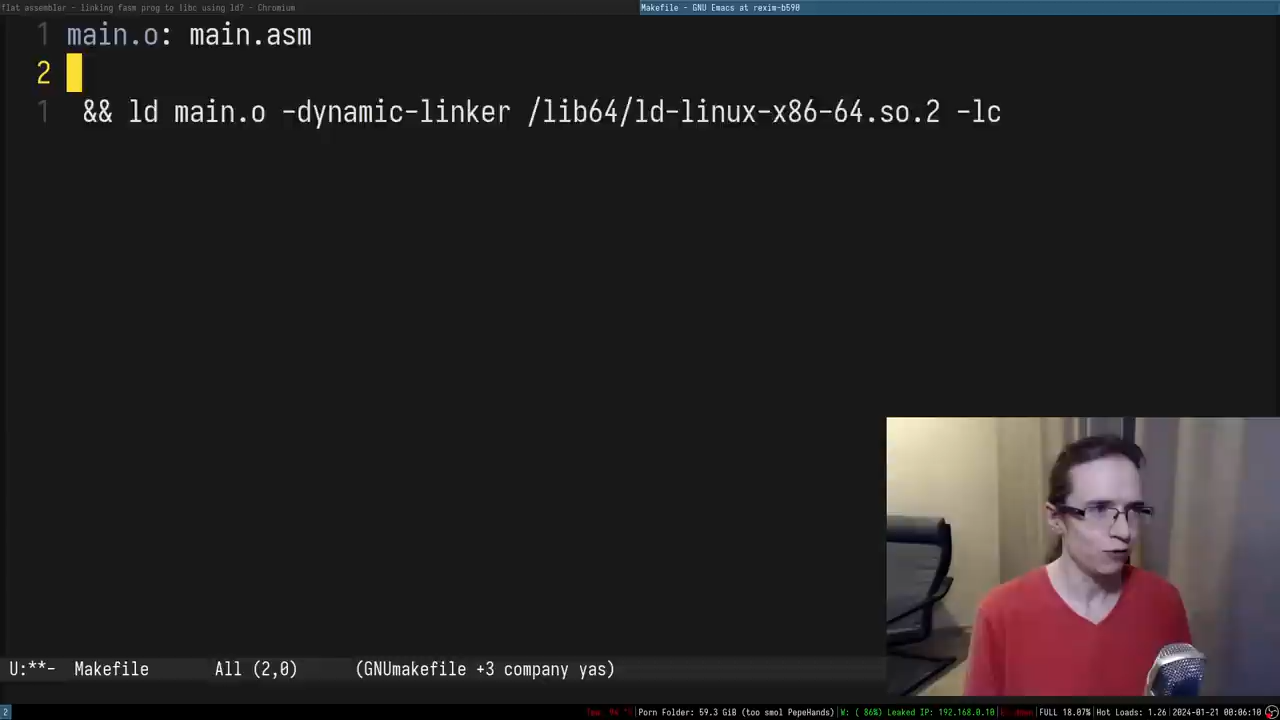 flat assembler - linking fasm prog to libc using ld? - Chromium
Makefile - GNU Emacs at rexim-b590
1 main.o: main.asm
2
1 && ld main.o -dynamic-linker /lib64/ld-linux-x86-64.so.2 -lc
U:**- Makefile All (2,0) (GNUmakefile +3 company yas)
2 Porn Folder: 59.3 GiB (too smol PepeHands) W: ( 86%) Leaked IP: 192.168.0.10 FULL 18.07% Hot Loads: 1.26 2024-01-21 00:06:10